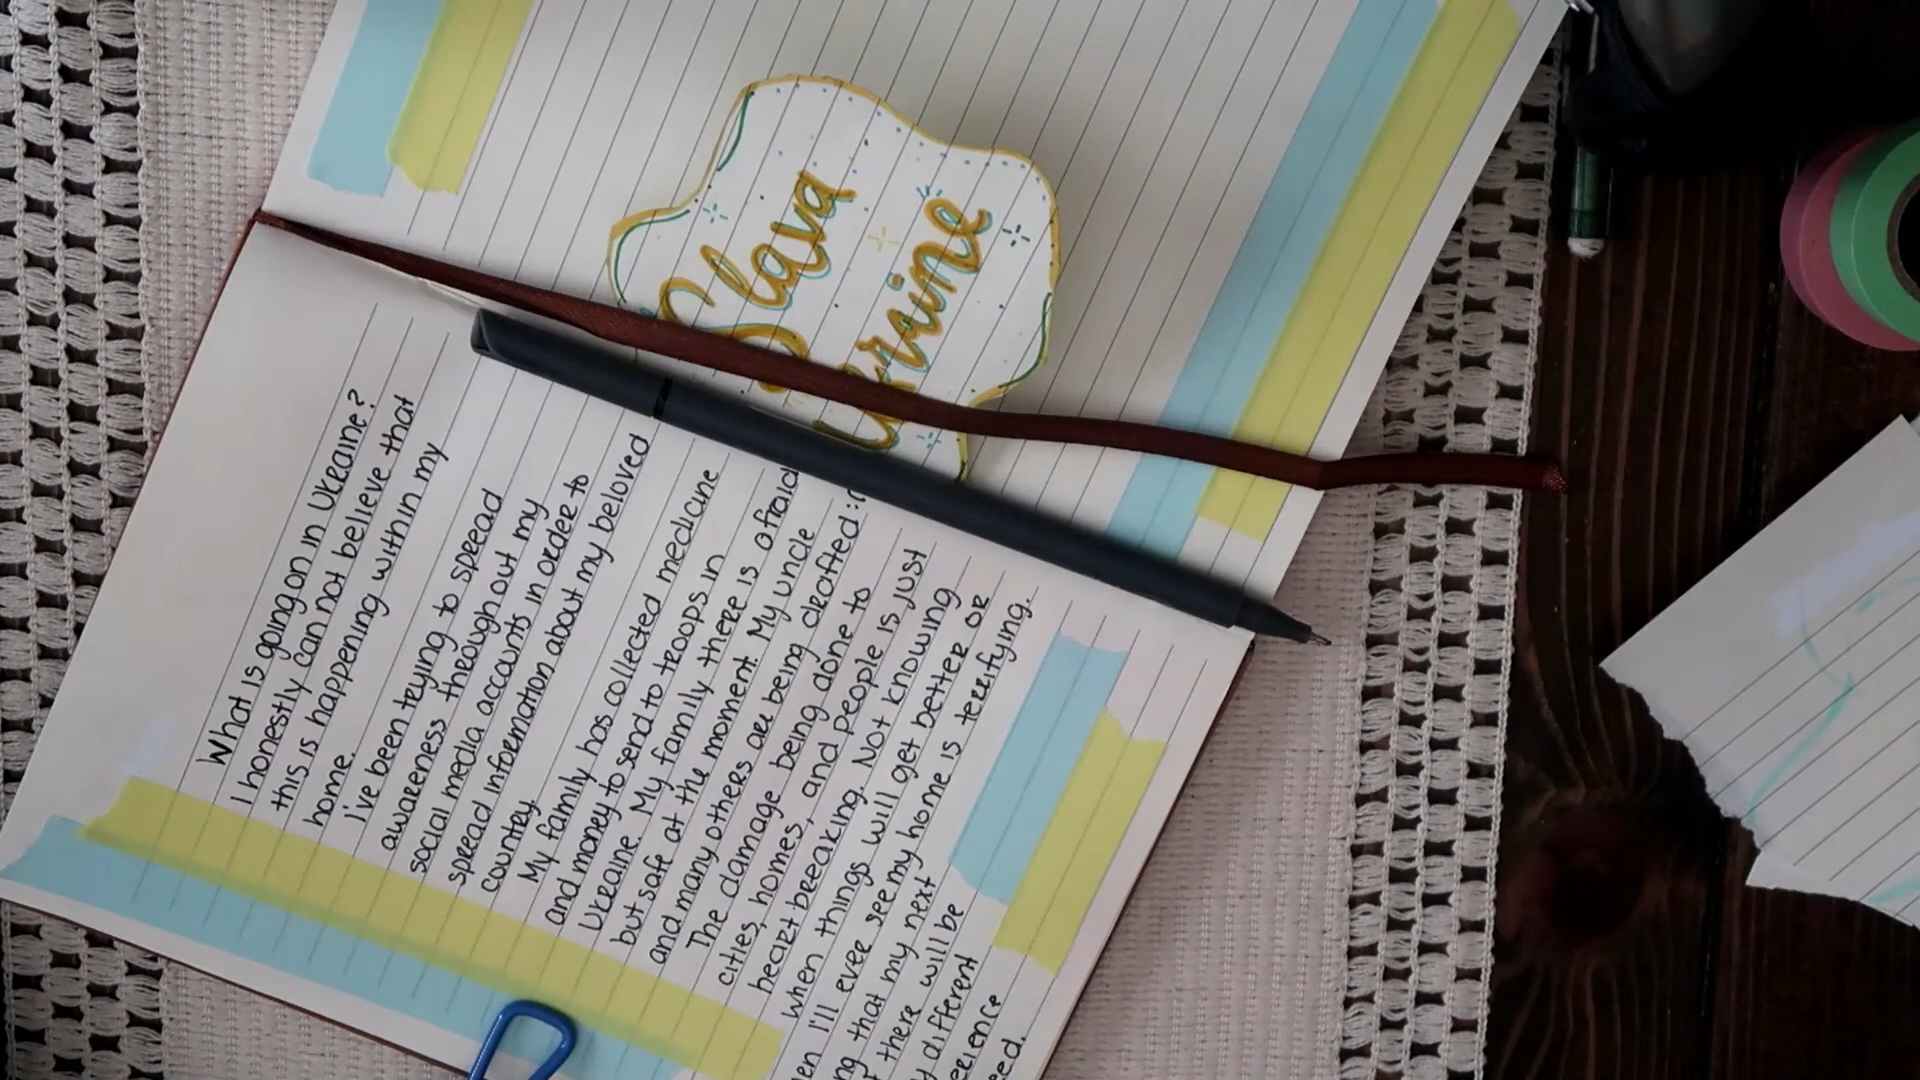 Slava
Ukraine
What is going on in Ukraine?
I honestly can not believe that
this is happening within my
home.
I've been trying to spread
awareness through out my
social media accounts in order to
spread information about my beloved
country.
My family has collected medicine
and money to send to troops in
Ukraine. My family there is afraid
but safe at the moment. My uncle
and many others are being drafted :
The damage being done to
cities, homes, and people is just
heart breaking. Not knowing
when things will get better or
I'll ever see my home is terrifying.
that my next
there will be
different